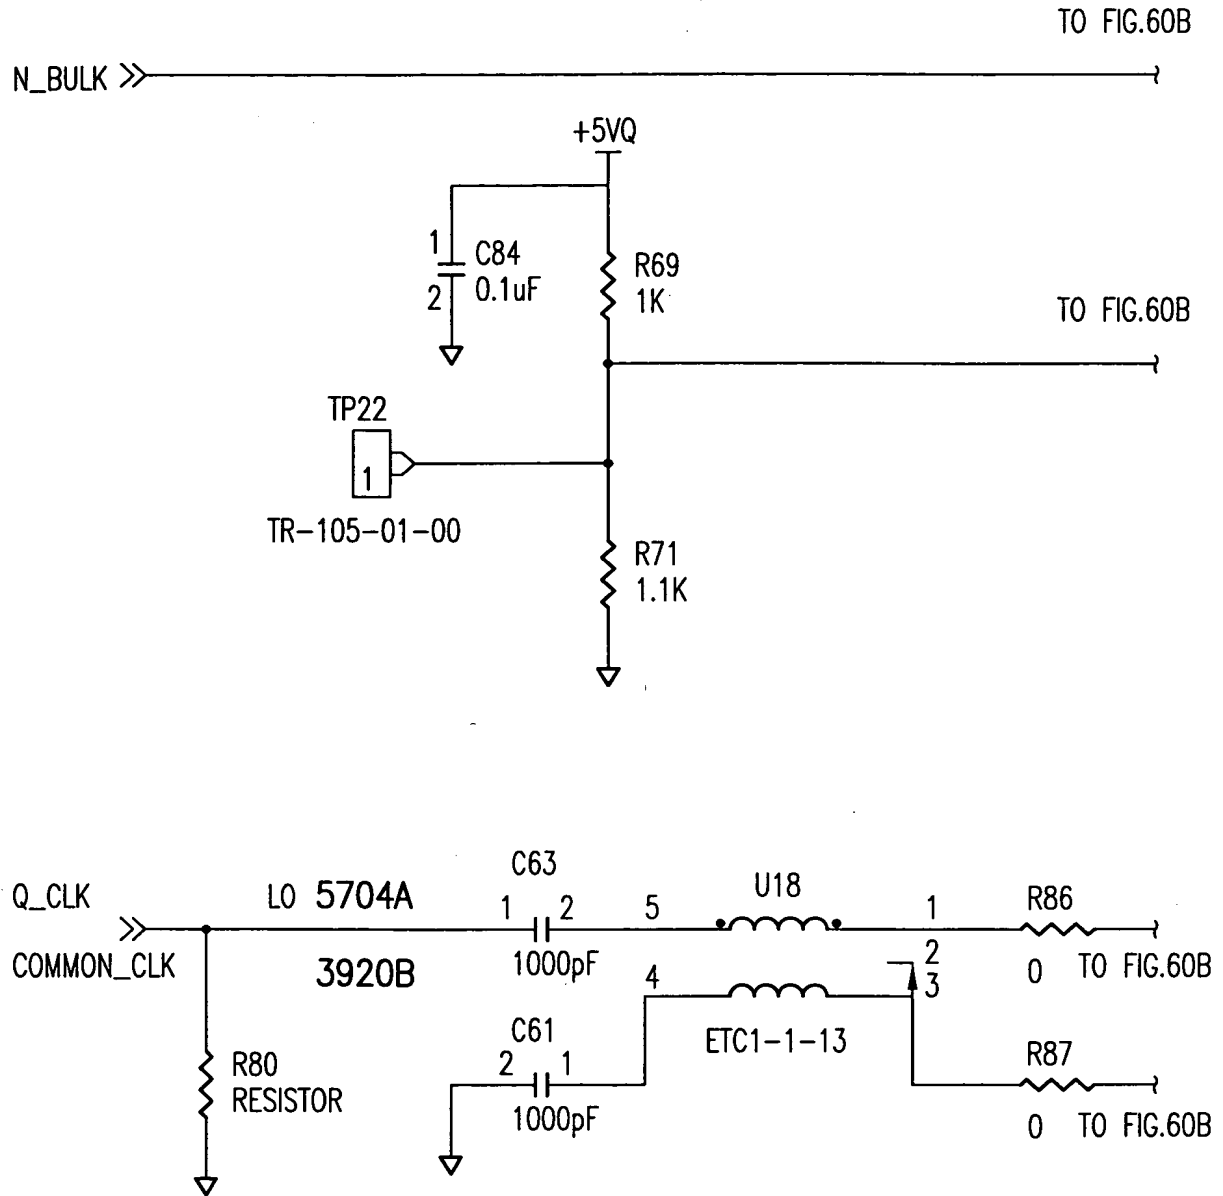 TO FIG.60B
N_BULK
+5VQ
1
C84
0.1uF
2
R69
1K
TO FIG.60B
TP22
1
TR-105-01-00
R71
1.1K
Q_CLK
COMMON_CLK
LO 5704A
3920B
C63
1 2
1000pF
5
U18
1
R86
0 TO FIG.60B
2
3
4
ETC1-1-13
C61
2 1
1000pF
R80
RESISTOR
R87
0 TO FIG.60B